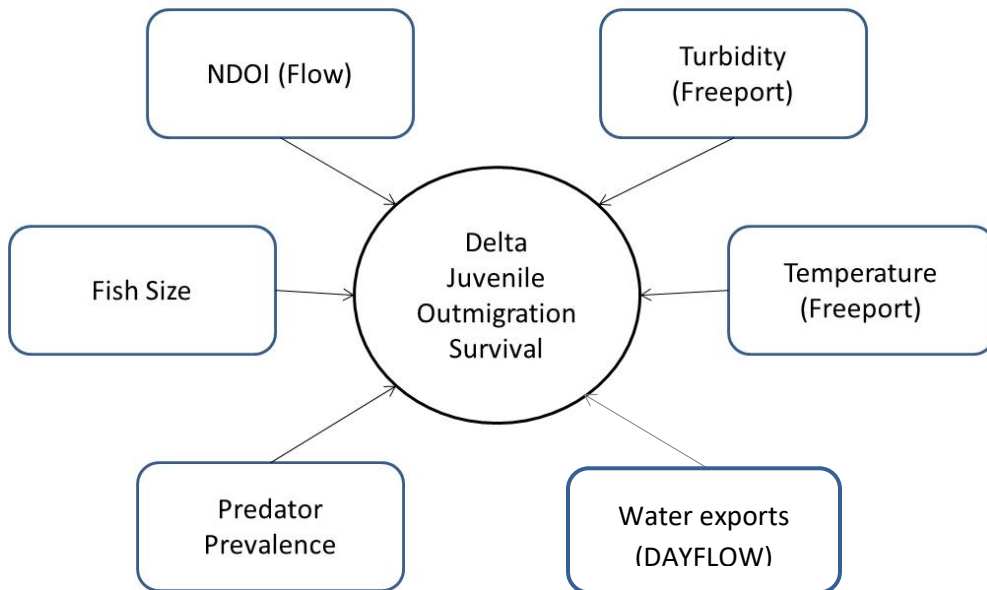 NDOI (Flow)
Turbidity
(Freeport)
Fish Size
Delta
Juvenile
Outmigration
Survival
Temperature
(Freeport)
Predator
Prevalence
Water exports
(DAYFLOW)